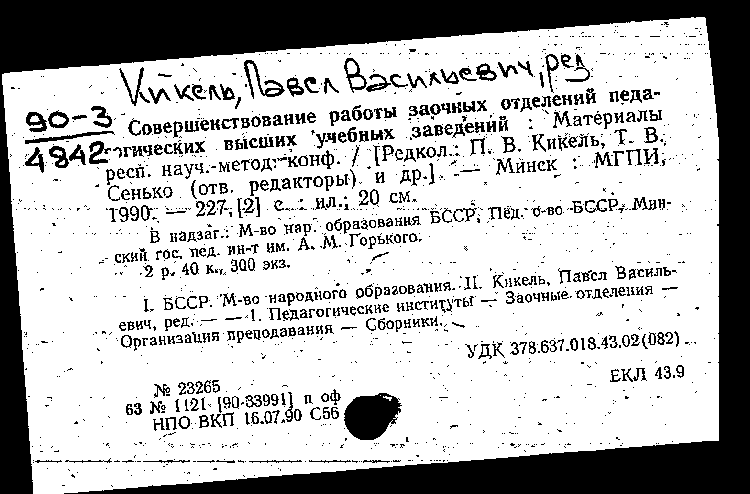 Кикель, Павел Васильевич, ред
90-3
4842
Совершенствование работы заочных отделений педа-
гогических высших учебных заведений : Материалы
респ. науч.-метод. конф. / [Редкол.: П. В. Кикель, Т. В.
Сенько (отв. редакторы) и др.]. — Минск : МГПИ,
1990. — 227, [2] с. : ил.; 20 см.
В надзаг.: М-во нар. образования БССР, Пед. о-во БССР, Мин-
ский гос. пед. ин-т им. А. М. Горького.
2 р. 40 к., 300 экз.
I. БССР. М-во народного образования. II. Кикель, Павел Василь-
евич, ред. — — 1. Педагогические институты — Заочные отделения —
Организация преподавания — Сборники.
УДК 378.637.018.43.02(082)
ЕКЛ 43.9
№ 23265
63 № 1121 [90-33991] п оф
НПО ВКП 16.07.90 С56